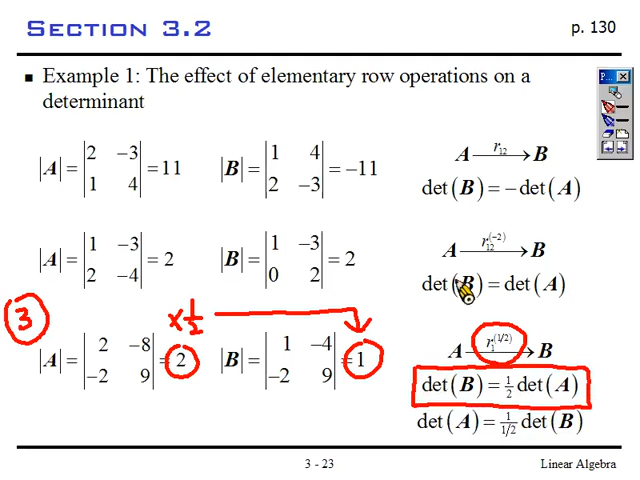 Section 3.2
p. 130
P...
■ Example 1: The effect of elementary row operations on a
determinant
|A| = | 2 −3 ; 1 4 | = 11 |B| = | 1 4 ; 2 −3 | = −11 A —r₁₂→ B
det(B) = −det(A)
|A| = | 1 −3 ; 2 −4 | = 2 |B| = | 1 −3 ; 0 2 | = 2 A —r₁₂^(−2)→ B
det(B) = det(A)
3 × 1/2
|A| = | 2 −8 ; −2 9 | = 2 |B| = | 1 −4 ; −2 9 | = 1 A —r₁^(1/2)→ B
det(B) = 1/2 det(A)
det(A) = 1/(1/2) det(B)
3 - 23
Linear Algebra